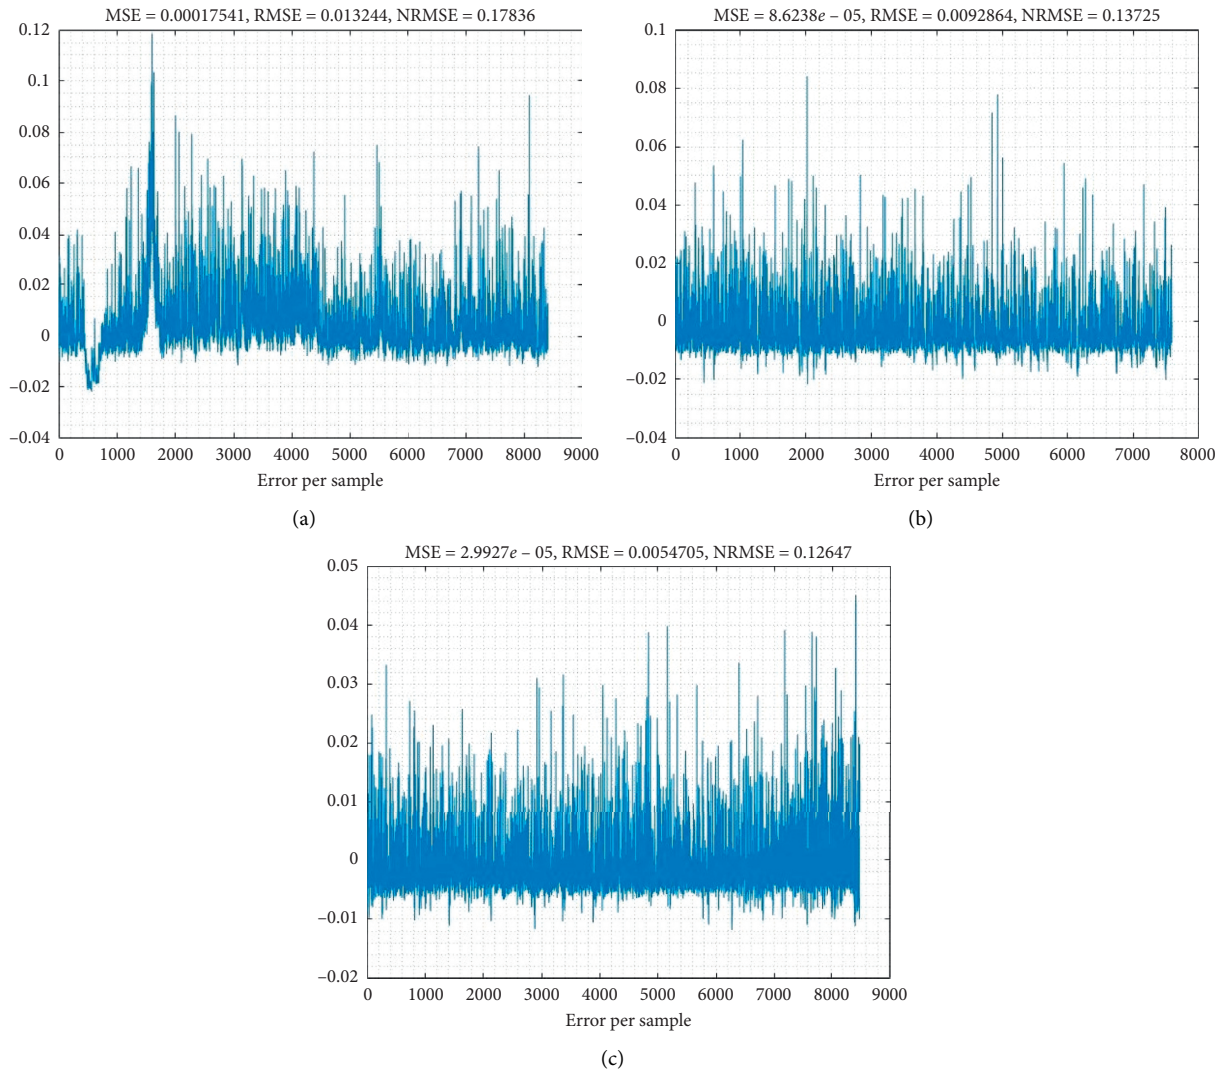 MSE = 0.00017541, RMSE = 0.013244, NRMSE = 0.17836
0.12
0.1
0.08
0.06
0.04
0.02
0
–0.02
–0.04
0 1000 2000 3000 4000 5000 6000 7000 8000 9000
Error per sample
(a)
MSE = 8.6238e – 05, RMSE = 0.0092864, NRMSE = 0.13725
0.1
0.08
0.06
0.04
0.02
0
–0.02
–0.04
0 1000 2000 3000 4000 5000 6000 7000 8000
Error per sample
(b)
MSE = 2.9927e – 05, RMSE = 0.0054705, NRMSE = 0.12647
0.05
0.04
0.03
0.02
0.01
0
–0.01
–0.02
0 1000 2000 3000 4000 5000 6000 7000 8000 9000
Error per sample
(c)